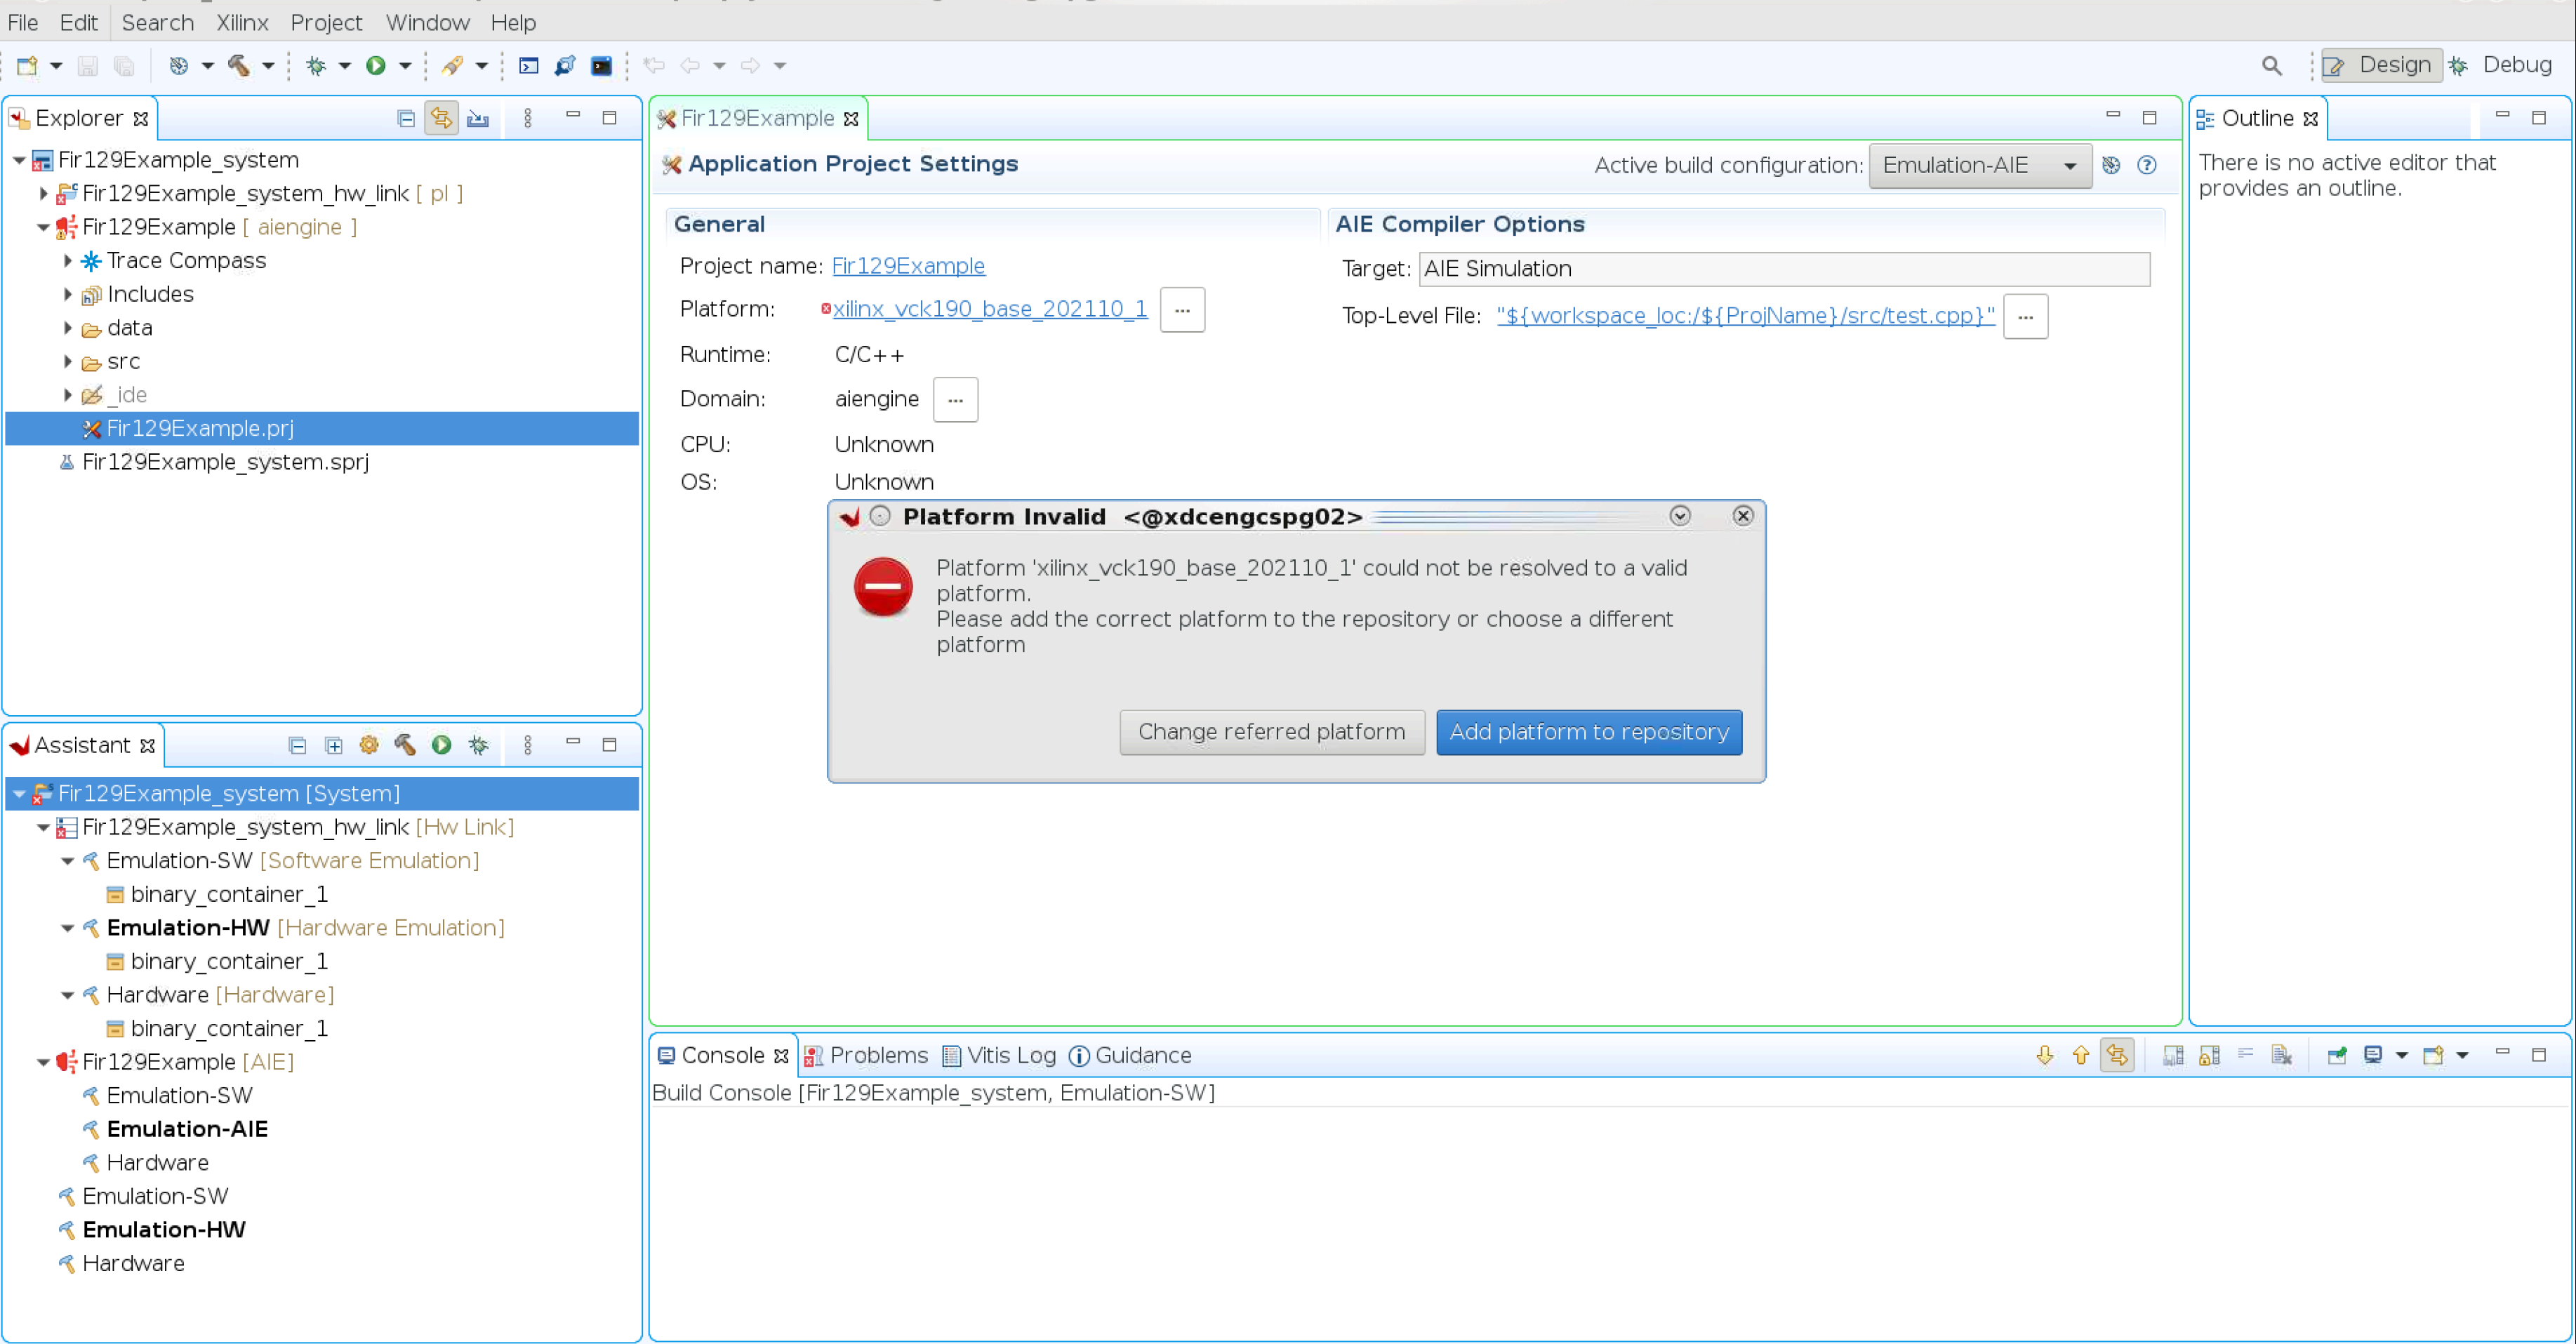 File Edit Search Xilinx Project Window Help
Design Debug
Explorer
Fir129Example_system
Fir129Example_system_hw_link [ pl ]
Fir129Example [ aiengine ]
Trace Compass
Includes
data
src
_ide
Fir129Example.prj
Fir129Example_system.sprj
Assistant
Fir129Example_system [System]
Fir129Example_system_hw_link [Hw Link]
Emulation-SW [Software Emulation]
binary_container_1
Emulation-HW [Hardware Emulation]
binary_container_1
Hardware [Hardware]
binary_container_1
Fir129Example [AIE]
Emulation-SW
Emulation-AIE
Hardware
Emulation-SW
Emulation-HW
Hardware
Fir129Example
Application Project Settings
Active build configuration: Emulation-AIE
General
Project name: Fir129Example
Platform: xilinx_vck190_base_202110_1 ...
Runtime: C/C++
Domain: aiengine ...
CPU: Unknown
OS: Unknown
AIE Compiler Options
Target: AIE Simulation
Top-Level File: "${workspace_loc:/${ProjName}/src/test.cpp}" ...
Platform Invalid <@xdcengcspg02>
Platform 'xilinx_vck190_base_202110_1' could not be resolved to a valid
platform.
Please add the correct platform to the repository or choose a different
platform
Change referred platform Add platform to repository
Outline
There is no active editor that
provides an outline.
Console Problems Vitis Log Guidance
Build Console [Fir129Example_system, Emulation-SW]